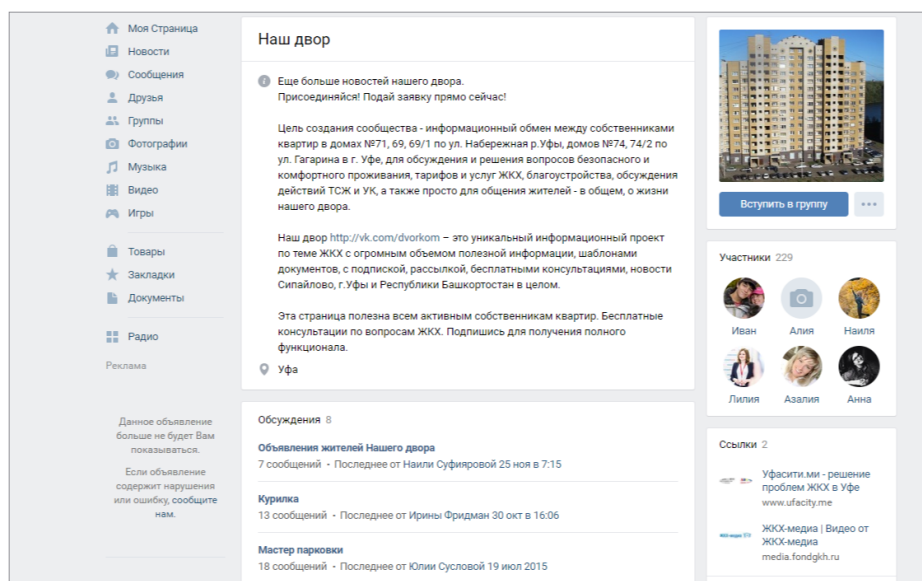 Моя Страница
Новости
Сообщения
Друзья
Группы
Фотографии
Музыка
Видео
Игры
Товары
Закладки
Документы
Радио
Реклама
Данное объявление
больше не будет Вам
показываться.
Если объявление
содержит нарушения
или ошибку, сообщите
нам.
Наш двор
Еще больше новостей нашего двора.
Присоединяйся! Подай заявку прямо сейчас!
Цель создания сообщества - информационный обмен между собственниками
квартир в домах №71, 69, 69/1 по ул. Набережная р.Уфы, домов №74, 74/2 по
ул. Гагарина в г. Уфе, для обсуждения и решения вопросов безопасного и
комфортного проживания, тарифов и услуг ЖКХ, благоустройства, обсуждения
действий ТСЖ и УК, а также просто для общения жителей - в общем, о жизни
нашего двора.
Наш двор http://vk.com/dvorkom – это уникальный информационный проект
по теме ЖКХ с огромным объемом полезной информации, шаблонами
документов, с подпиской, рассылкой, бесплатными консультациями, новости
Сипайлово, г.Уфы и Республики Башкортостан в целом.
Эта страница полезна всем активным собственникам квартир. Бесплатные
консультации по вопросам ЖКХ. Подпишись для получения полного
функционала.
Уфа
Обсуждения 8
Объявления жителей Нашего двора
7 сообщений • Последнее от Наили Суфияровой 25 ноя в 7:15
Курилка
13 сообщений • Последнее от Ирины Фридман 30 окт в 16:06
Мастер парковки
18 сообщений • Последнее от Юлии Сусловой 19 июл 2015
Вступить в группу
Участники 229
Иван Алия Наиля
Лилия Азалия Анна
Ссылки 2
Уфасити.ми - решение
проблем ЖКХ в Уфе
www.ufacity.me
ЖКХ-медиа | Видео от
ЖКХ-медиа
media.fondgkh.ru